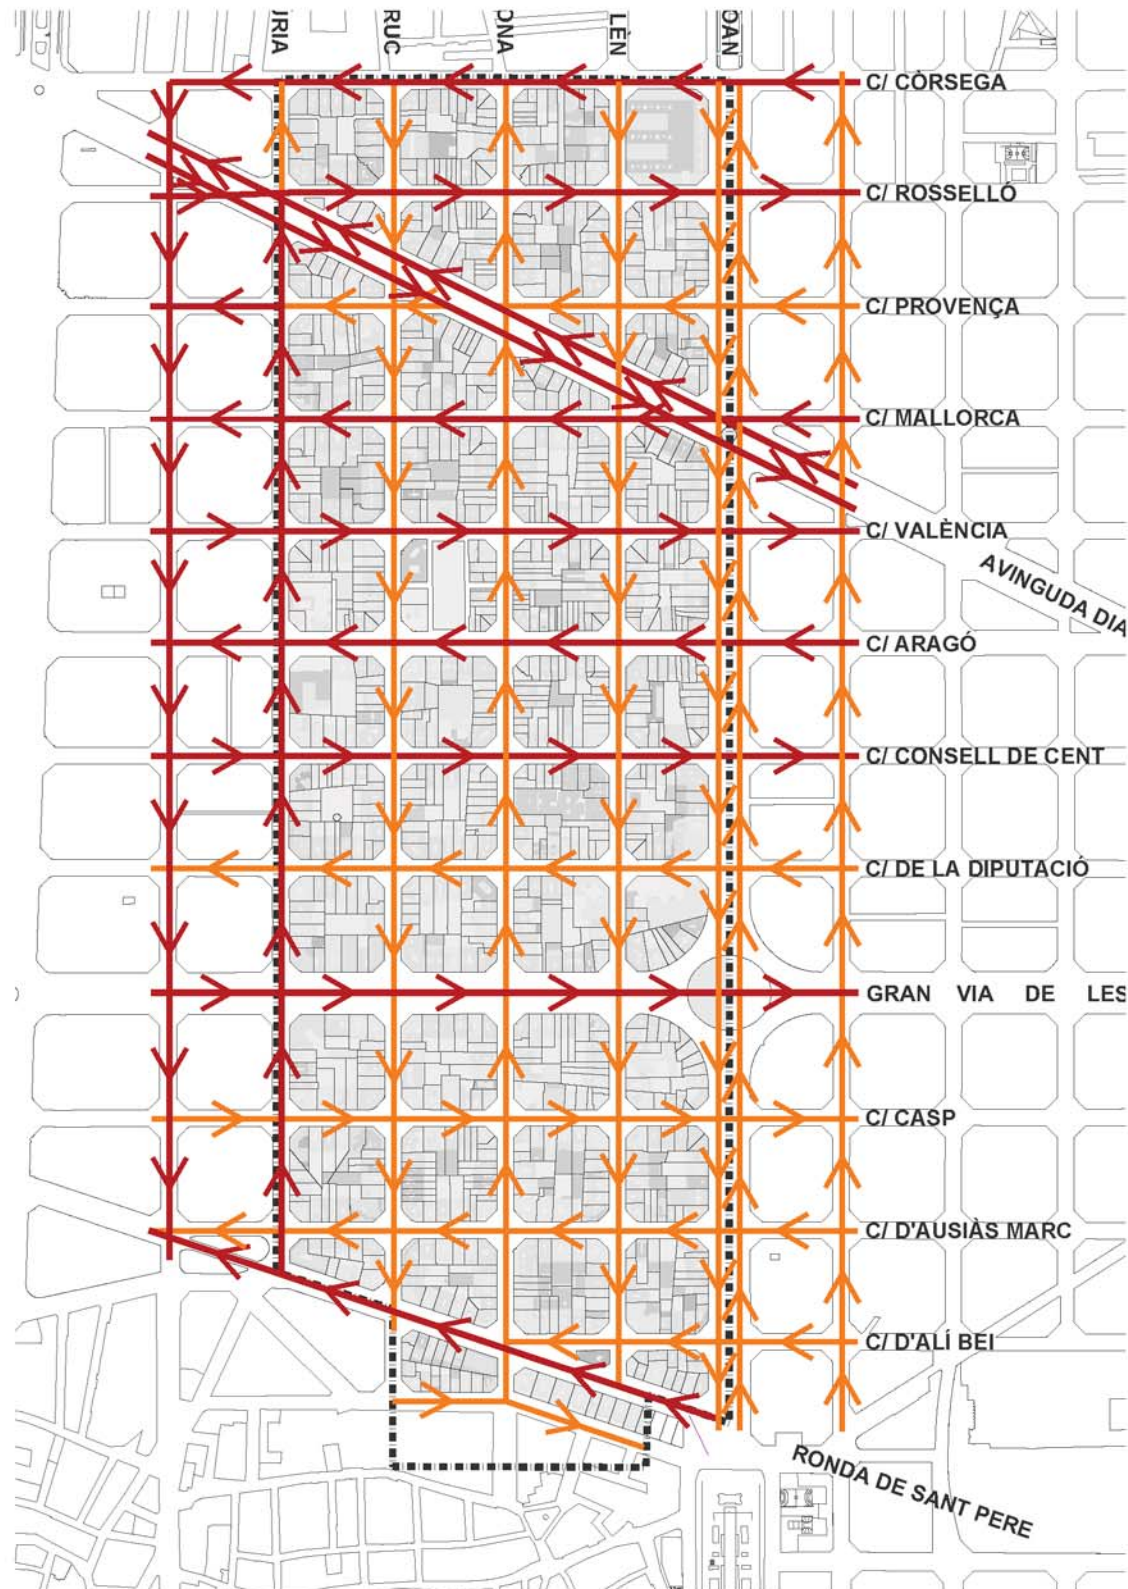 ÚRIA
RUC
ONA
LÈN
OAN
C/ CÒRSEGA
C/ ROSSELLÓ
C/ PROVENÇA
C/ MALLORCA
C/ VALÈNCIA
AVINGUDA DIA
C/ ARAGÓ
C/ CONSELL DE CENT
C/ DE LA DIPUTACIÓ
GRAN VIA DE LES
C/ CASP
C/ D'AUSIÀS MARC
C/ D'ALÍ BEI
RONDA DE SANT PERE